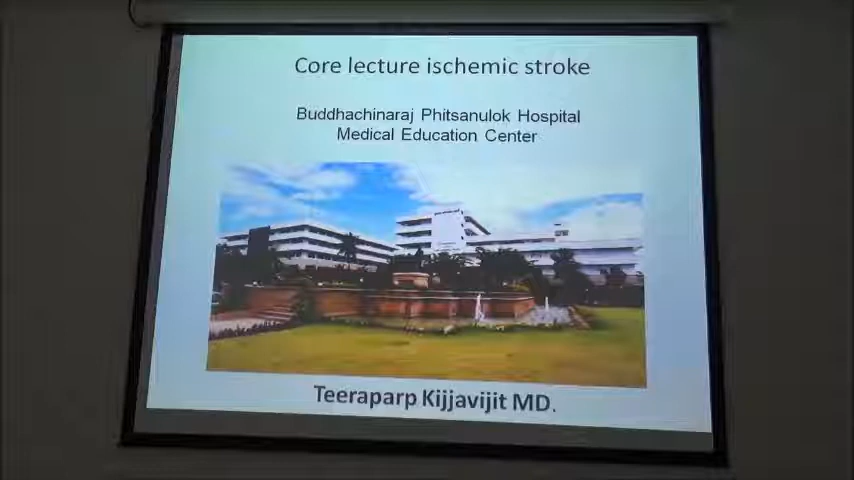 Core lecture ischemic stroke
Buddhachinaraj Phitsanulok Hospital
Medical Education Center
Teeraparp Kijjavijit MD.